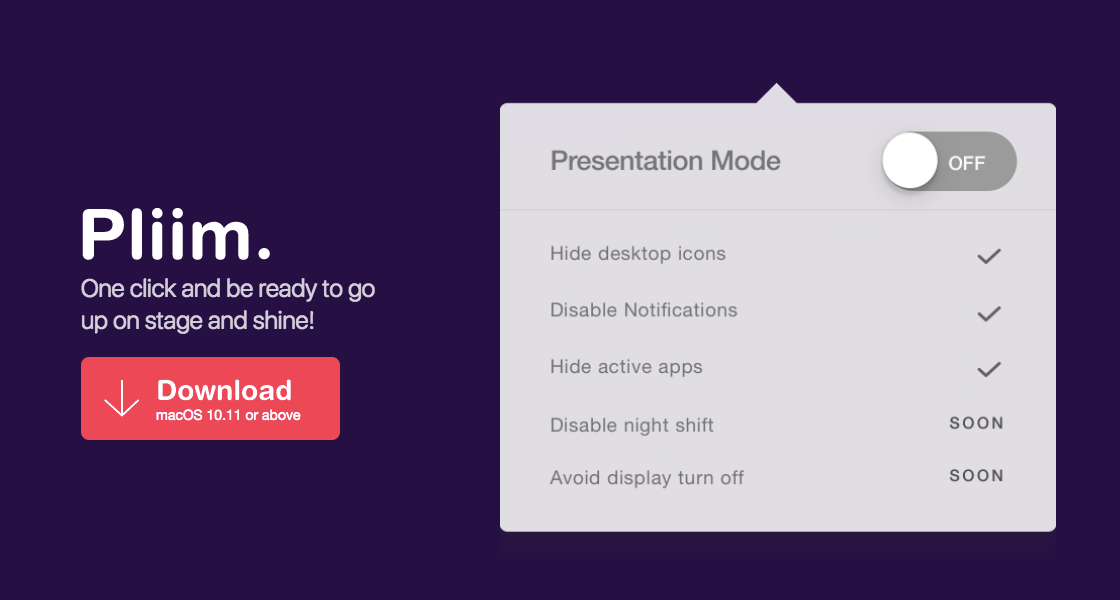 Pliim.
One click and be ready to go
up on stage and shine!
Download
macOS 10.11 or above
Presentation Mode
OFF
Hide desktop icons
Disable Notifications
Hide active apps
Disable night shift
SOON
Avoid display turn off
SOON